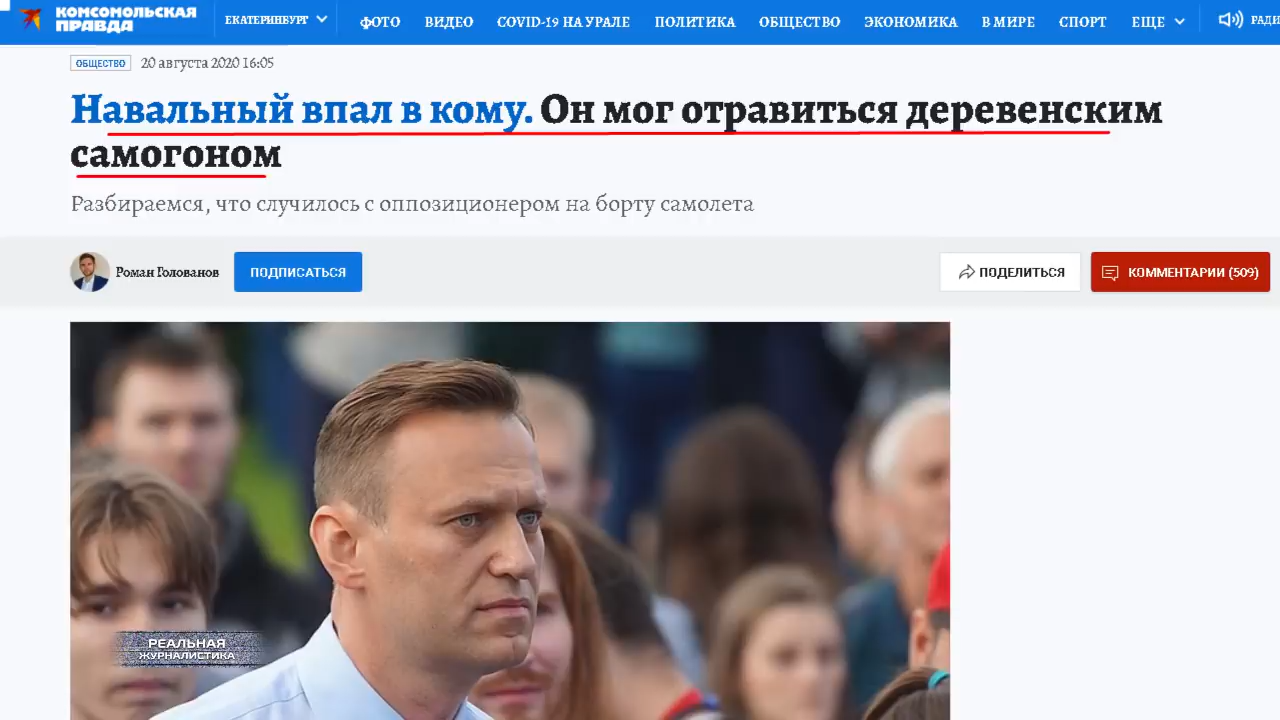 КОМСОМОЛЬСКАЯ
ПРАВДА
ЕКАТЕРИНБУРГ
ФОТО ВИДЕО COVID-19 НА УРАЛЕ ПОЛИТИКА ОБЩЕСТВО ЭКОНОМИКА В МИРЕ СПОРТ ЕЩЕ РАДИ
ОБЩЕСТВО 20 августа 2020 16:05
Навальный впал в кому. Он мог отравиться деревенским
самогоном
Разбираемся, что случилось с оппозиционером на борту самолета
Роман Голованов ПОДПИСАТЬСЯ ПОДЕЛИТЬСЯ КОММЕНТАРИИ (509)
РЕАЛЬНАЯ
ЖУРНАЛИСТИКА